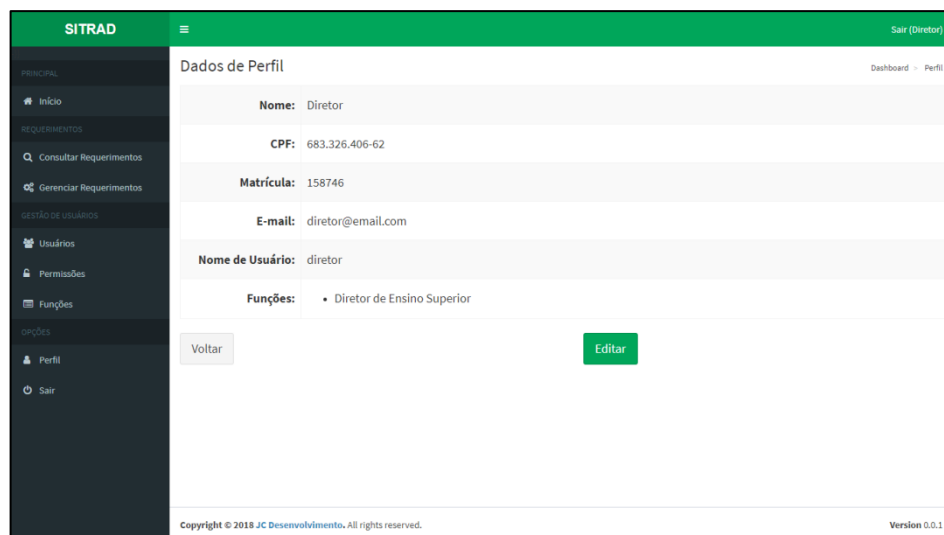 SITRAD
Sair (Diretor)
PRINCIPAL
Início
REQUERIMENTOS
Consultar Requerimentos
Gerenciar Requerimentos
GESTÃO DE USUÁRIOS
Usuários
Permissões
Funções
OPÇÕES
Perfil
Sair
Dados de Perfil
Dashboard > Perfil
Nome: Diretor
CPF: 683.326.406-62
Matrícula: 158746
E-mail: diretor@email.com
Nome de Usuário: diretor
Funções: • Diretor de Ensino Superior
Voltar Editar
Copyright © 2018 JC Desenvolvimento. All rights reserved. Version 0.0.1